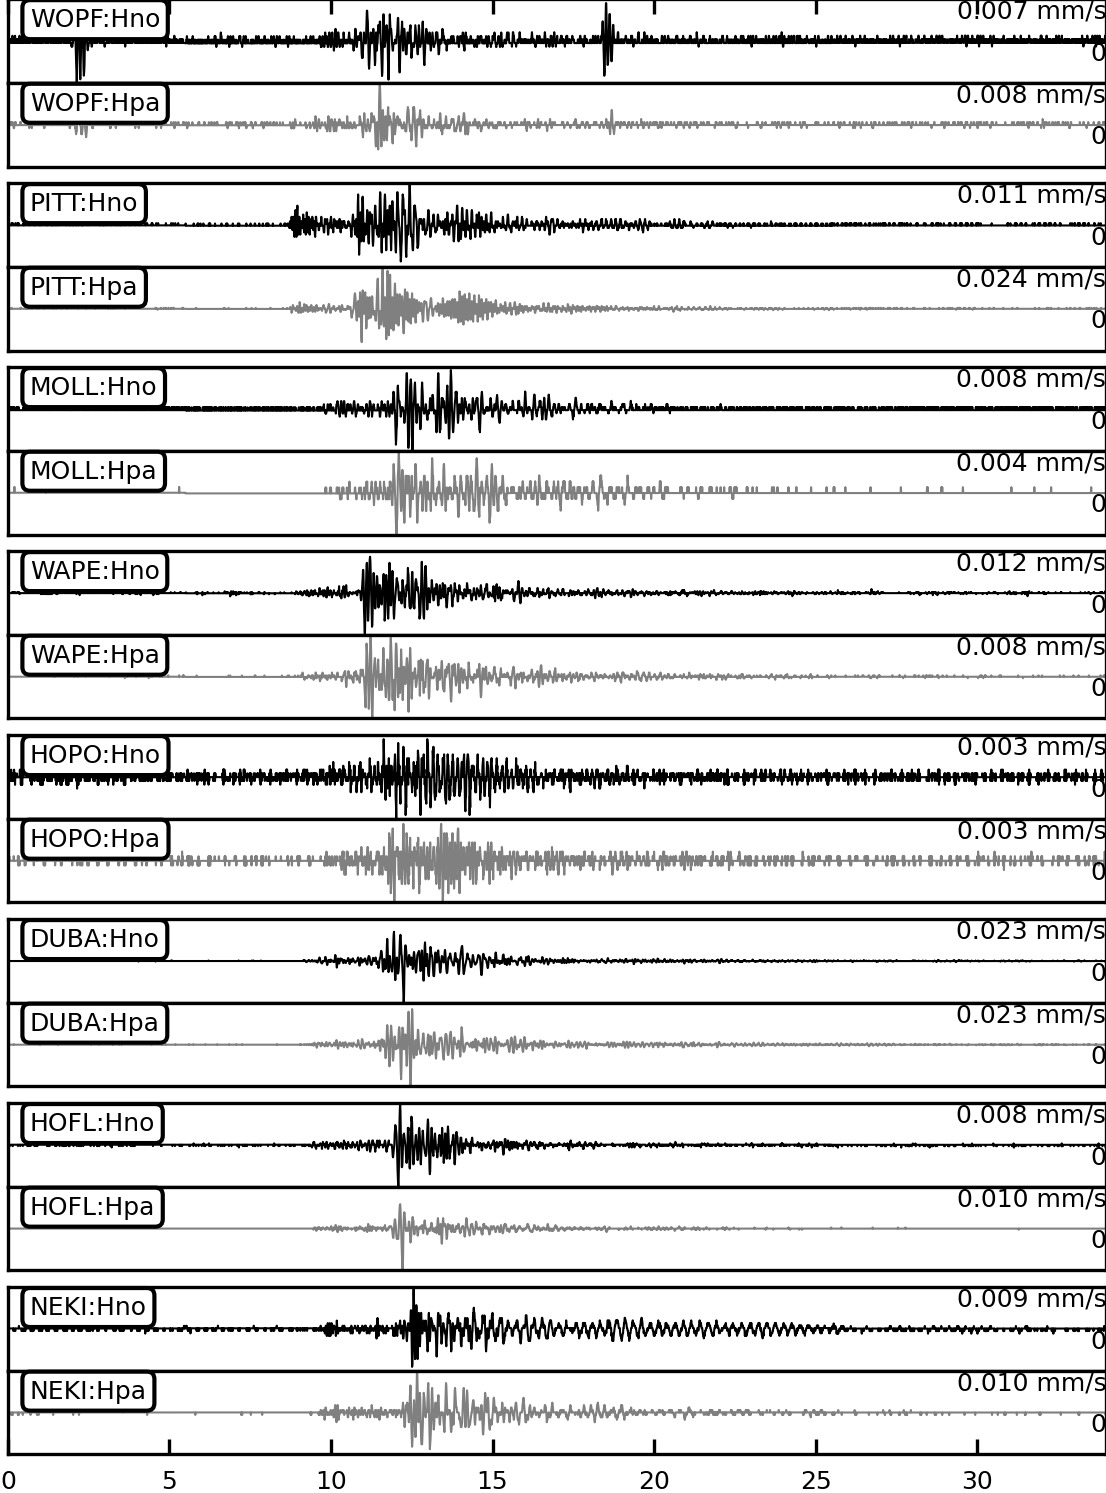 WOPF:Hno 0.007 mm/s
0
WOPF:Hpa 0.008 mm/s
0
PITT:Hno 0.011 mm/s
0
PITT:Hpa 0.024 mm/s
0
MOLL:Hno 0.008 mm/s
0
MOLL:Hpa 0.004 mm/s
0
WAPE:Hno 0.012 mm/s
0
WAPE:Hpa 0.008 mm/s
0
HOPO:Hno 0.003 mm/s
0
HOPO:Hpa 0.003 mm/s
0
DUBA:Hno 0.023 mm/s
0
DUBA:Hpa 0.023 mm/s
0
HOFL:Hno 0.008 mm/s
0
HOFL:Hpa 0.010 mm/s
0
NEKI:Hno 0.009 mm/s
0
NEKI:Hpa 0.010 mm/s
0
0 5 10 15 20 25 30